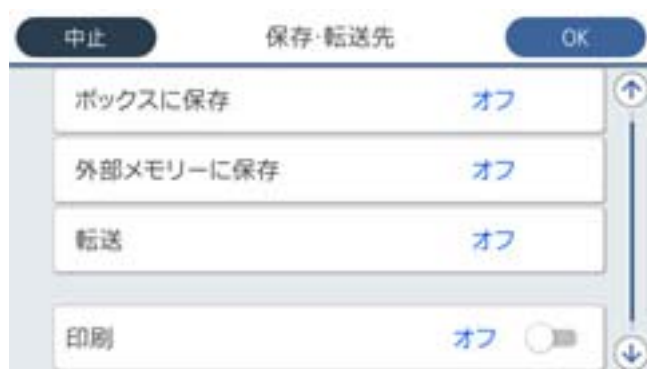 中止 保存･転送先 OK
ボックスに保存 オフ
外部メモリーに保存 オフ
転送 オフ
印刷 オフ